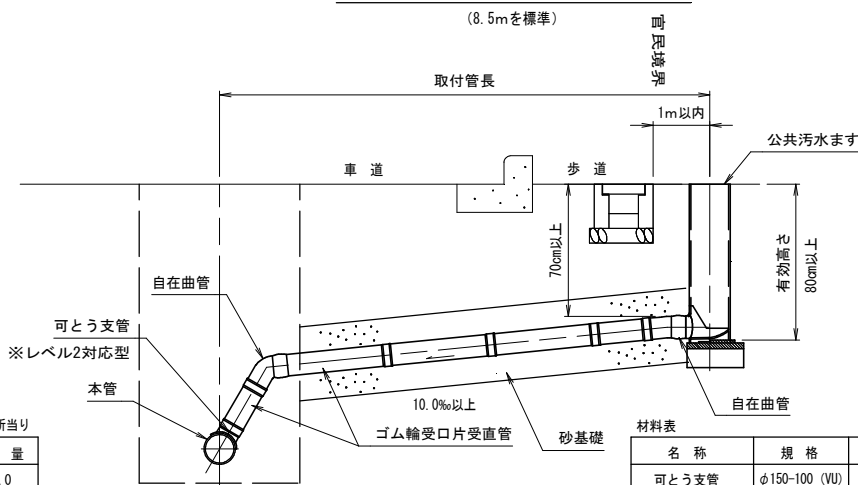 (8.5mを標準)
官民境界
取付管長
1m以内
公共汚水ます
車 道
歩 道
70cm以上
有効高さ
80cm以上
自在曲管
可とう支管
※レベル2対応型
本管
10.0‰以上
自在曲管
ゴム輪受口片受直管
砂基礎
所当り
量
0
材料表
名 称
規 格
可とう支管
φ150-100 (VU)